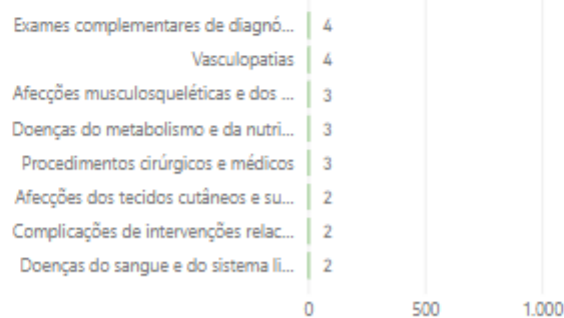 Exames complementares de diagnó... 4
Vasculopatias 4
Afecções musculosqueléticas e dos ... 3
Doenças do metabolismo e da nutri... 3
Procedimentos cirúrgicos e médicos 3
Afecções dos tecidos cutâneos e su... 2
Complicações de intervenções relac... 2
Doenças do sangue e do sistema li... 2
0 500 1.000